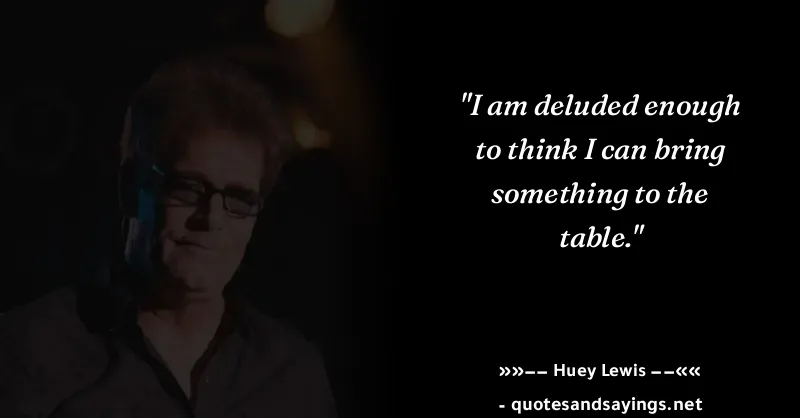 "I am deluded enough
to think I can bring
something to the
table."
»»−− Huey Lewis −−««
- quotesandsayings.net